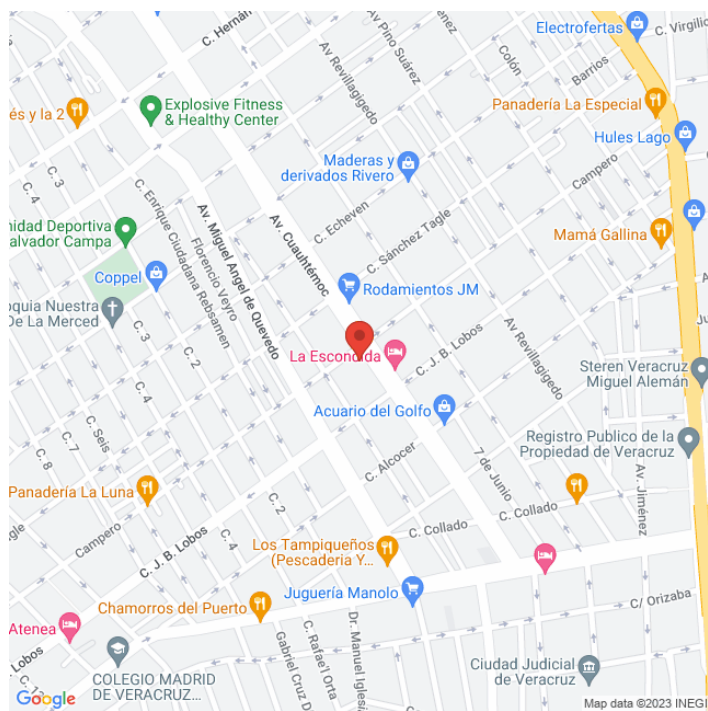 C. Hernán
Av Pino Suárez
Jiménez
Electrofertas
C. Virgilio
Colón
Av Revillagigedo
Barrios
Explosive Fitness
& Healthy Center
és y la 2
Panadería La Especial
Hules Lago
Maderas y
derivados Rivero
C. 4
C. 3
C. Enrique Ciudadana Rebsamen
Campero
C. Echeven
C. Sánchez Tagle
nidad Deportiva
alvador Campa
Av. Miguel Angel de Quevedo
Florencio Veyro
Av. Cuauhtémoc
Mamá Gallina
Coppel
oquia Nuestra
De La Merced
Rodamientos JM
Ju
C. 3
C. 2
La Escondida
C. J. B. Lobos
Av Revillagigedo
Steren Veracruz
Miguel Alemán
Acuario del Golfo
C. Seis
C. 7
C. 8
Registro Publico de la
Propiedad de Veracruz
7 de Junio
C. Alcocer
Av. Jiménez
Panadería La Luna
C. 2
C. 4
agle
Campero
C. J. B. Lobos
C. Collado
C. Collado
Los Tampiqueños
(Pescaderia Y...
Juguería Manolo
Chamorros del Puerto
C/ Orizaba
Atenea
Lobos
COLEGIO MADRID
DE VERACRUZ...
Gabriel Cruz D
C. Rafael Orta
Dr. Manuel Iglesi
Ciudad Judicial
de Veracruz
Google
Map data ©2023 INEGI